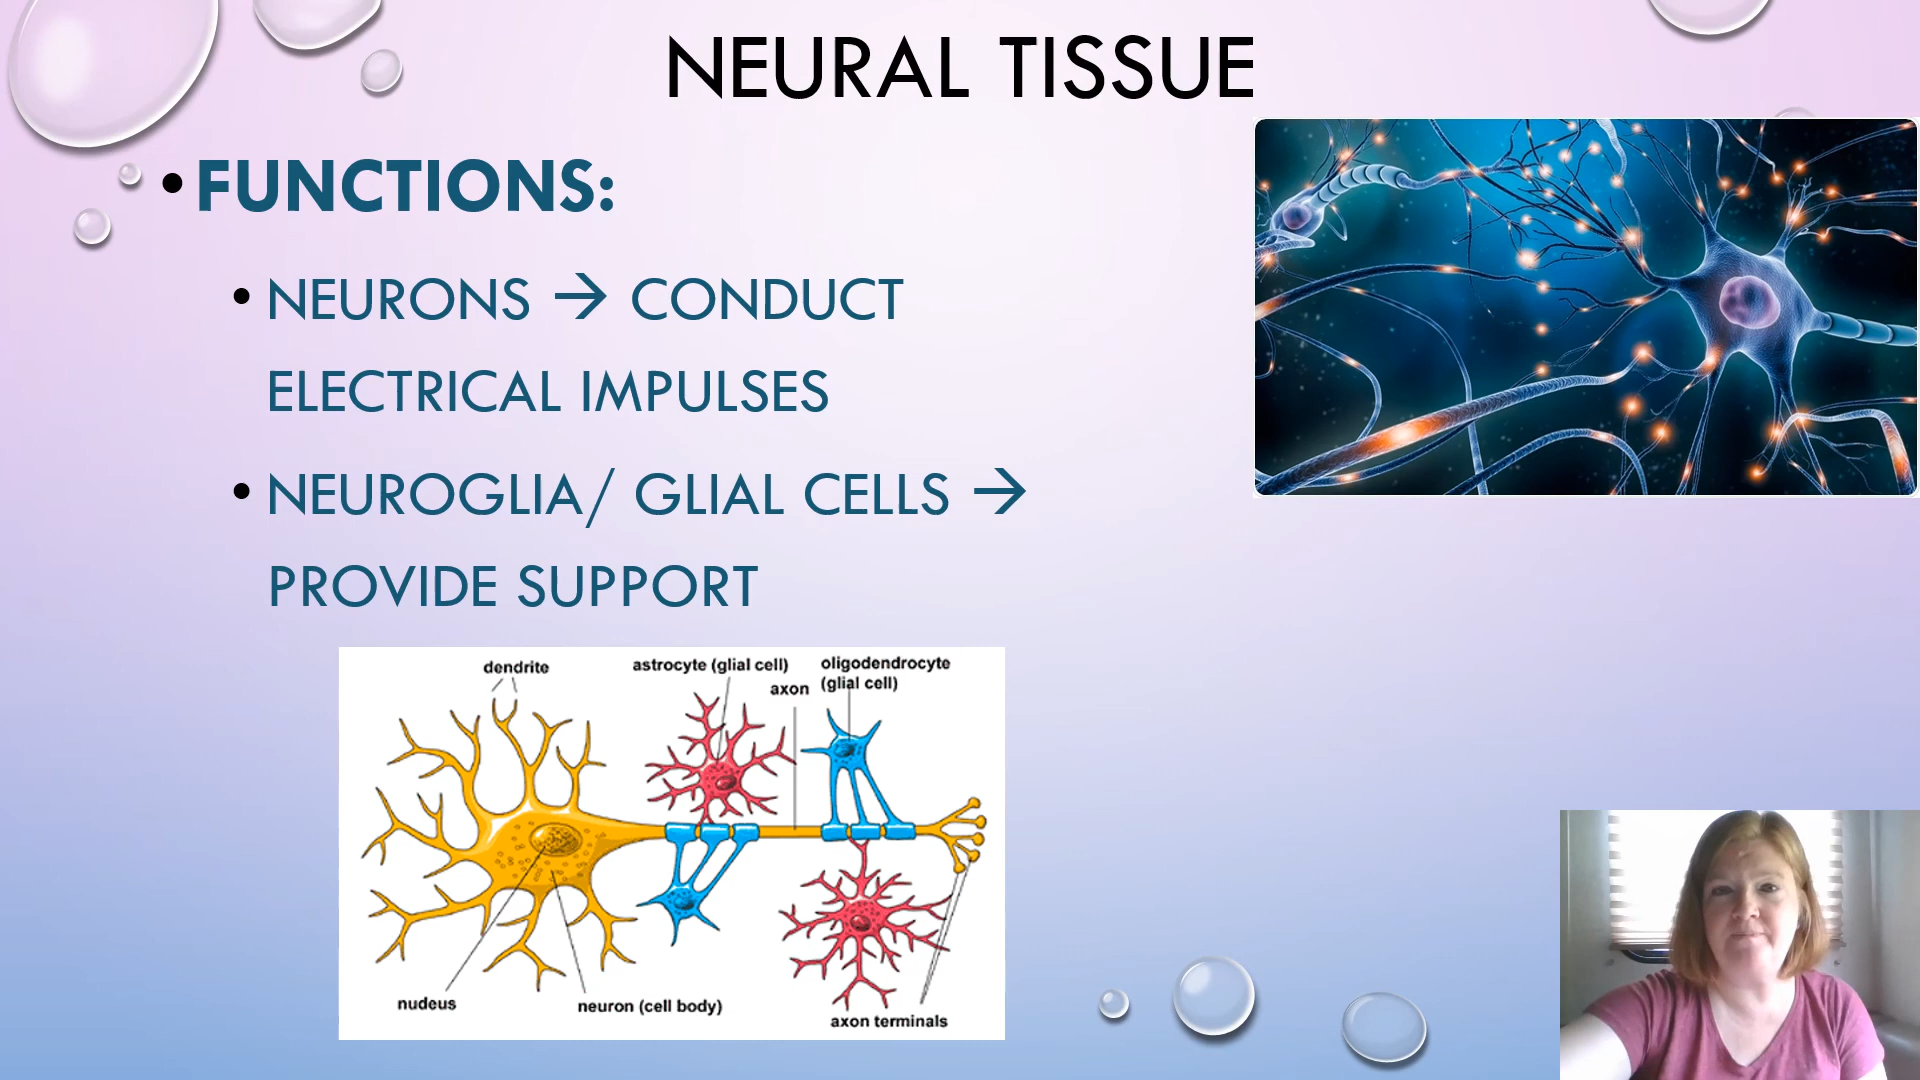 NEURAL TISSUE
•FUNCTIONS:
• NEURONS → CONDUCT
ELECTRICAL IMPULSES
• NEUROGLIA/ GLIAL CELLS →
PROVIDE SUPPORT
dendrite
astrocyte (glial cell)
axon
oligodendrocyte
(glial cell)
nudeus
neuron (cell body)
axon terminals